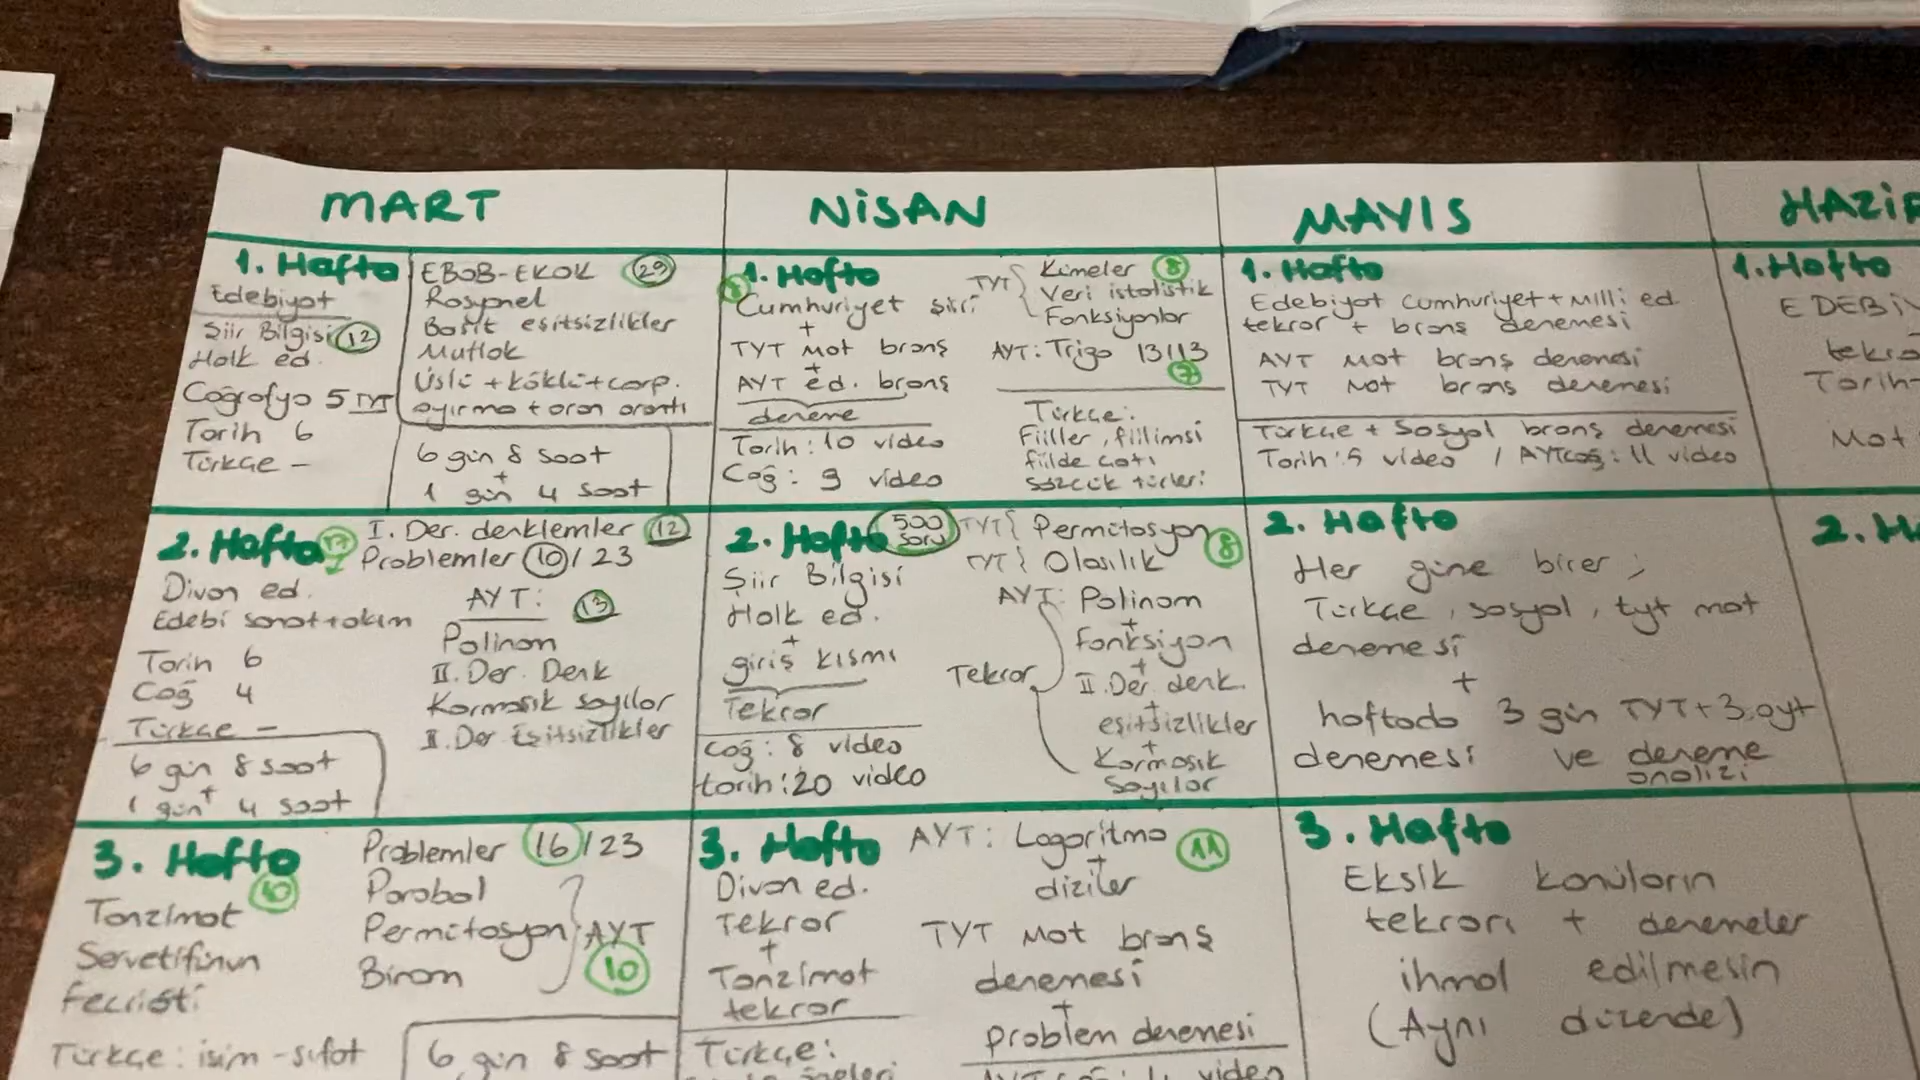 MART
1. Hafta
Edebiyat
Şiir Bilgisi 12
Halk ed.
Coğrafya 5 TYT
Tarih 6
Türkçe -
EBOB-EKOK 29
Rasyonel
Basit eşitsizlikler
Mutlak
Üslü + köklü + çarp.
ayırma + oran orantı
6 gün 8 saat
+
1 gün 4 saat
2. Hafta 17
Divan ed.
Edebi sanat + akım
Tarih 6
Coğ 4
Türkçe -
6 gün 8 saat
+
1 gün 4 saat
I. Der. denklemler 12
Problemler 10/23
AYT: 13
Polinom
II. Der. Denk
Karmaşık sayılar
II. Der Eşitsizlikler
3. Hafta
10
Tanzimat
Servetifünun
Fecriati
Türkçe: isim - sıfat
Problemler 16/23
Parabol
Permütasyon AYT
Binom 10
6 gün 8 saat
NİSAN
1. Hafta
8
Cumhuriyet şiiri
+
TYT Mat branş
+
AYT ed. branş
deneme
Tarih: 10 video
Coğ: 9 video
TYT Kümeler 8
Veri istatistik
Fonksiyonlar
AYT: Trigo 13/13
7
Türkçe:
Fiiller, fiilimsi
fiilde çatı
sözcük türleri
2. Hafta 500 soru
Şiir Bilgisi
Halk ed.
+
giriş kısmı
Tekrar
Coğ: 8 video
tarih: 20 video
TYT Permütasyon 8
TYT Olasılık
AYT: Polinom
+
fonksiyon
+
Tekrar II. Der. denk.
+
eşitsizlikler
+
Karmaşık
Sayılar
3. Hafta
Divan ed.
Tekrar
+
Tanzimat
tekrar
Türkçe:
AYT: Logaritma 11
+
diziler
TYT Mat branş
denemesi
+
problem denemesi
video
MAYIS
1. Hafta
Edebiyat Cumhuriyet + Milli ed.
tekrar + branş denemesi
AYT Mat branş denemesi
TYT Mat branş denemesi
Türkçe + Sosyal branş denemesi
Tarih: 5 video / AYT coğ: 11 video
2. Hafta
Her güne birer;
Türkçe, sosyal, tyt mat
denemesi
+
haftada 3 gün TYT + 3 ayt
denemesi ve deneme
analizi
3. Hafta
Eksik konuların
tekrarı + denemeler
ihmal edilmesin
(Aynı düzende)
HAZİR
1. Hafta
EDEBİY
tekra
Tarih-
Mat
2. Ha